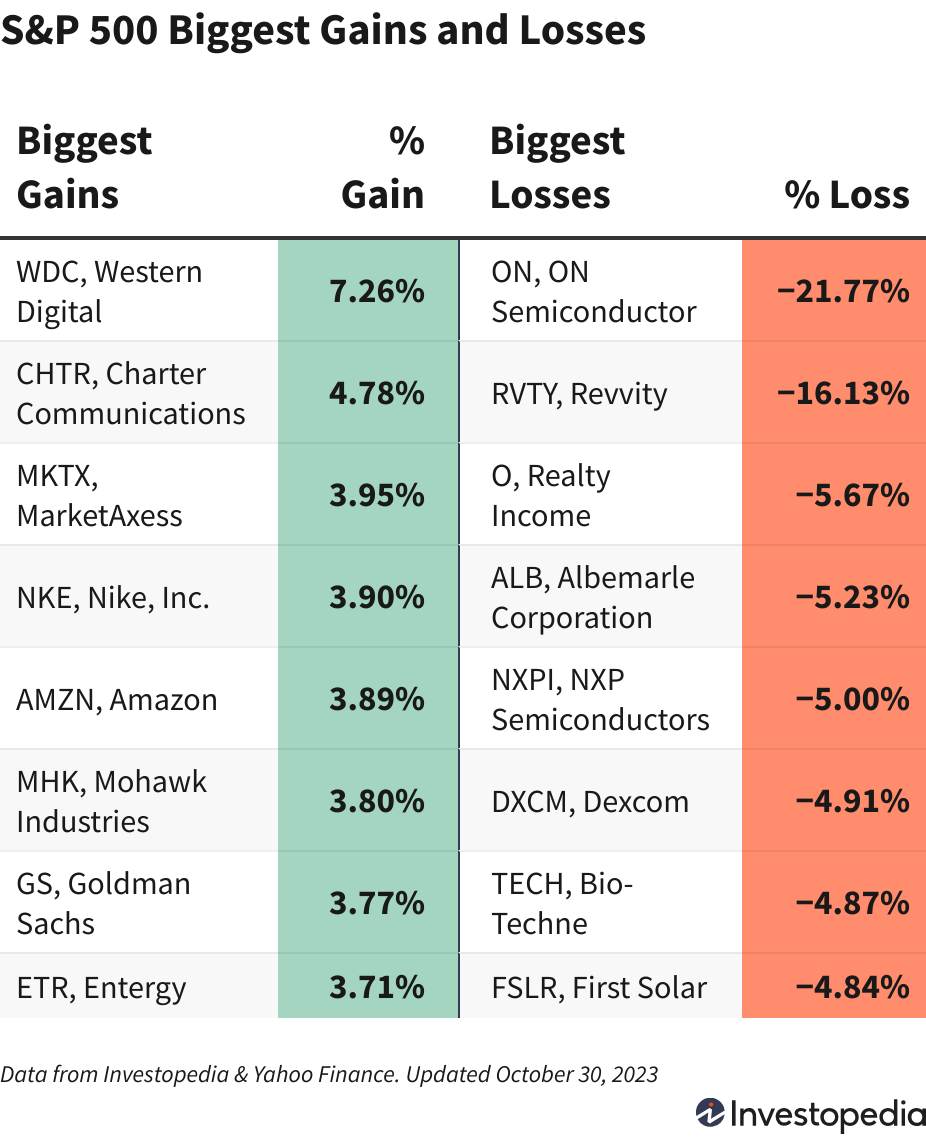 S&P 500 Biggest Gains and Losses
Biggest
Gains
%
Gain
Biggest
Losses
% Loss
WDC, Western
Digital
7.26%
ON, ON
Semiconductor
−21.77%
CHTR, Charter
Communications
4.78%
RVTY, Revvity
−16.13%
MKTX,
MarketAxess
3.95%
O, Realty
Income
−5.67%
NKE, Nike, Inc.
3.90%
ALB, Albemarle
Corporation
−5.23%
AMZN, Amazon
3.89%
NXPI, NXP
Semiconductors
−5.00%
MHK, Mohawk
Industries
3.80%
DXCM, Dexcom
−4.91%
GS, Goldman
Sachs
3.77%
TECH, Bio-
Techne
−4.87%
ETR, Entergy
3.71%
FSLR, First Solar
−4.84%
Data from Investopedia & Yahoo Finance. Updated October 30, 2023
Investopedia